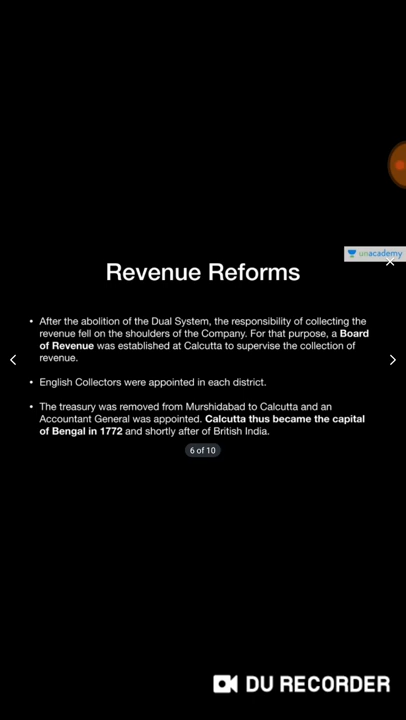 unacademy
Revenue Reforms
• After the abolition of the Dual System, the responsibility of collecting the
revenue fell on the shoulders of the Company. For that purpose, a Board
of Revenue was established at Calcutta to supervise the collection of
revenue.
• English Collectors were appointed in each district.
• The treasury was removed from Murshidabad to Calcutta and an
Accountant General was appointed. Calcutta thus became the capital
of Bengal in 1772 and shortly after of British India.
6 of 10
DU RECORDER